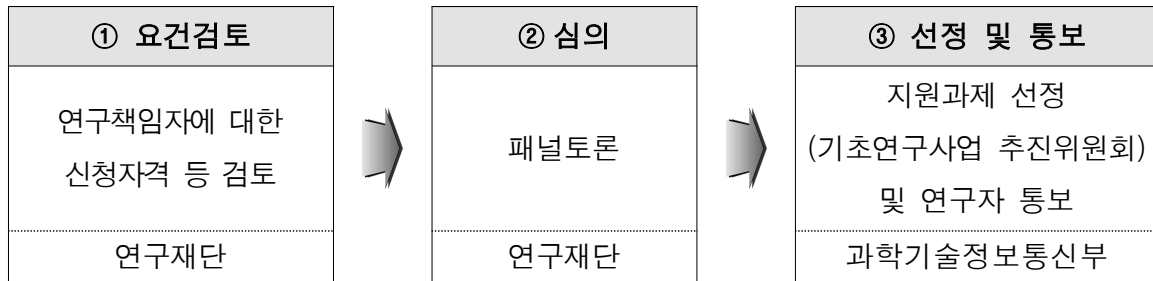 ① 요건검토
연구책임자에 대한
신청자격 등 검토
연구재단
② 심의
패널토론
연구재단
③ 선정 및 통보
지원과제 선정
(기초연구사업 추진위원회)
및 연구자 통보
과학기술정보통신부